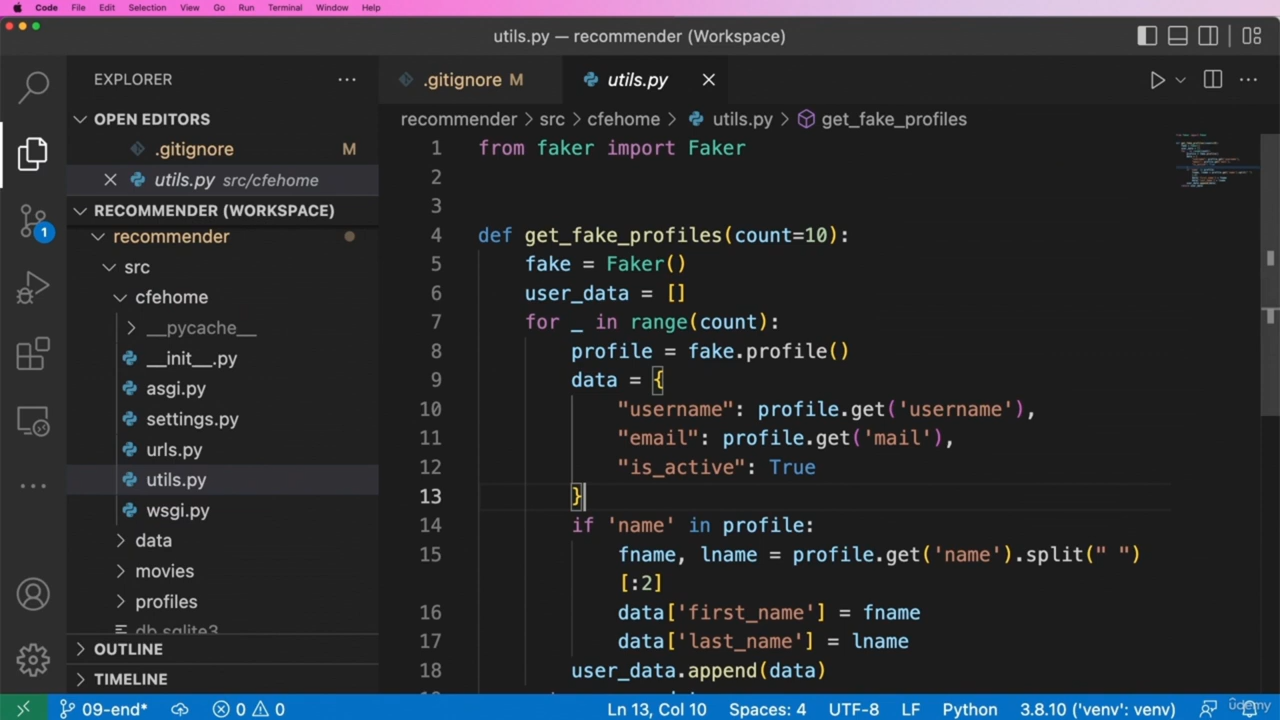 Code File Edit Selection View Go Run Terminal Window Help
utils.py — recommender (Workspace)
EXPLORER
.gitignore M
utils.py
OPEN EDITORS
.gitignore M
utils.py src/cfehome
RECOMMENDER (WORKSPACE)
recommender
src
cfehome
__pycache__
__init__.py
asgi.py
settings.py
urls.py
utils.py
wsgi.py
data
movies
profiles
db.sqlite3
OUTLINE
TIMELINE
1
recommender > src > cfehome > utils.py > get_fake_profiles
1 from faker import Faker
2
3
4 def get_fake_profiles(count=10):
5 fake = Faker()
6 user_data = []
7 for _ in range(count):
8 profile = fake.profile()
9 data = {
10 "username": profile.get('username'),
11 "email": profile.get('mail'),
12 "is_active": True
13 }
14 if 'name' in profile:
15 fname, lname = profile.get('name').split(" ")
[:2]
16 data['first_name'] = fname
17 data['last_name'] = lname
18 user_data.append(data)
09-end* 0 0 Ln 13, Col 10 Spaces: 4 UTF-8 LF Python 3.8.10 ('venv': venv)
udemy